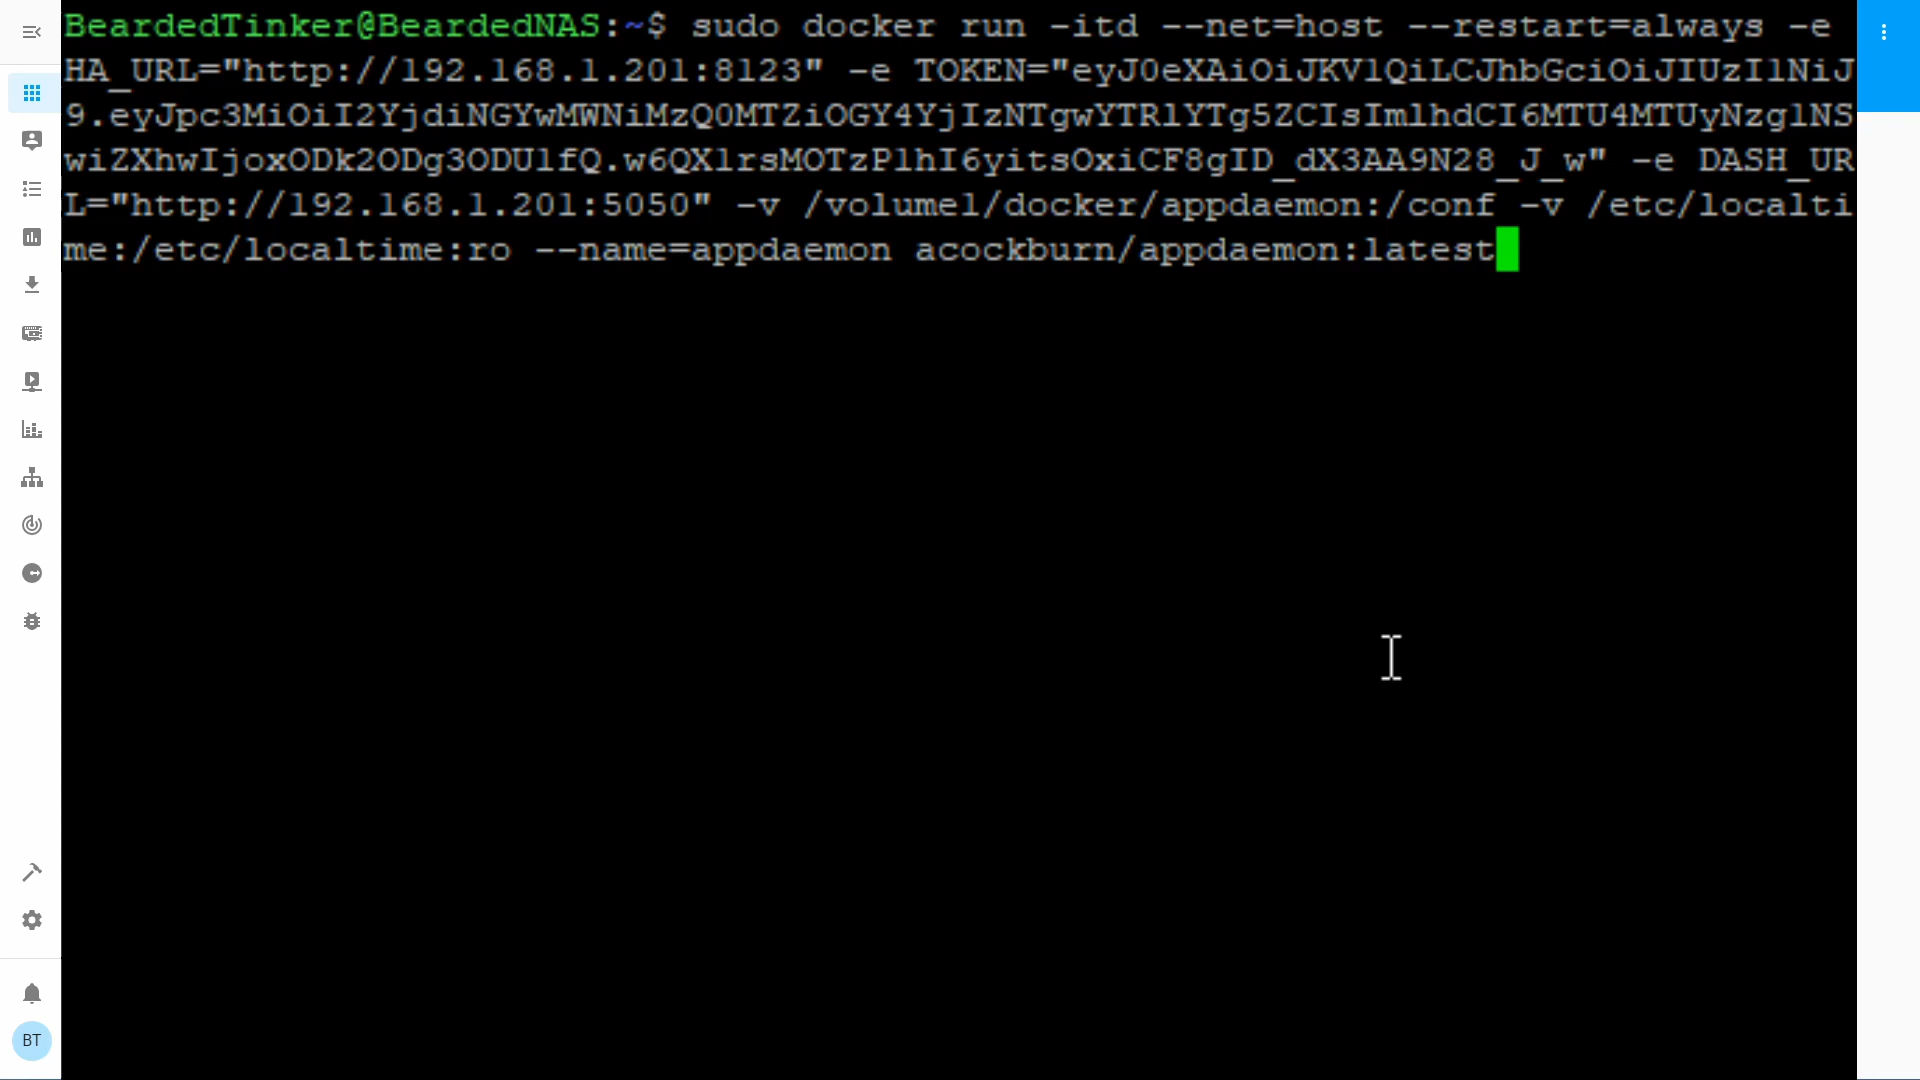 BeardedTinker@BeardedNAS:~$ sudo docker run -itd --net=host --restart=always -e
HA_URL="http://192.168.1.201:8123" -e TOKEN="eyJ0eXAiOiJKV1QiLCJhbGciOiJIUzI1NiJ
9.eyJpc3MiOiI2YjdiNGYwMWNiMzQ0MTZiOGY4YjIzNTgwYTRlYTg5ZCIsImlhdCI6MTU4MTUyNzg1NS
wiZXhwIjoxODk2ODg3ODU1fQ.w6QX1rsMOTzP1hI6yitsOxiCF8gID_dX3AA9N28_J_w" -e DASH_UR
L="http://192.168.1.201:5050" -v /volume1/docker/appdaemon:/conf -v /etc/localti
me:/etc/localtime:ro --name=appdaemon acockburn/appdaemon:latest
BT